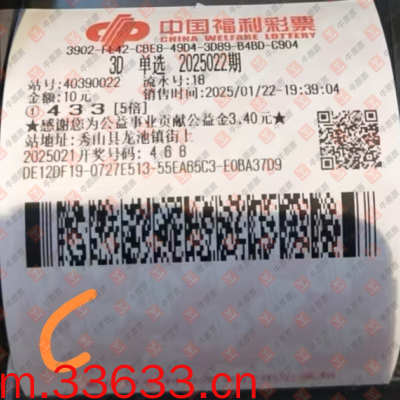 中国福利彩票
CHINA WELFARE LOTTERY
3902-FL42-CBE8-49D4-3D89-B4BD-C904
3D 单选 2025022期
站号:40390022 流水号:18
金额:10元 销售时间:2025/01/22-19:39:04
① 4 3 3 [5倍]
★感谢您为公益事业贡献公益金3.40元★
站地址:秀山县龙池镇街上
2025021开奖号码: 4 6 8
DE12DF19-0727E513-55EA65C3-E0BA37D9
m.33633.cn